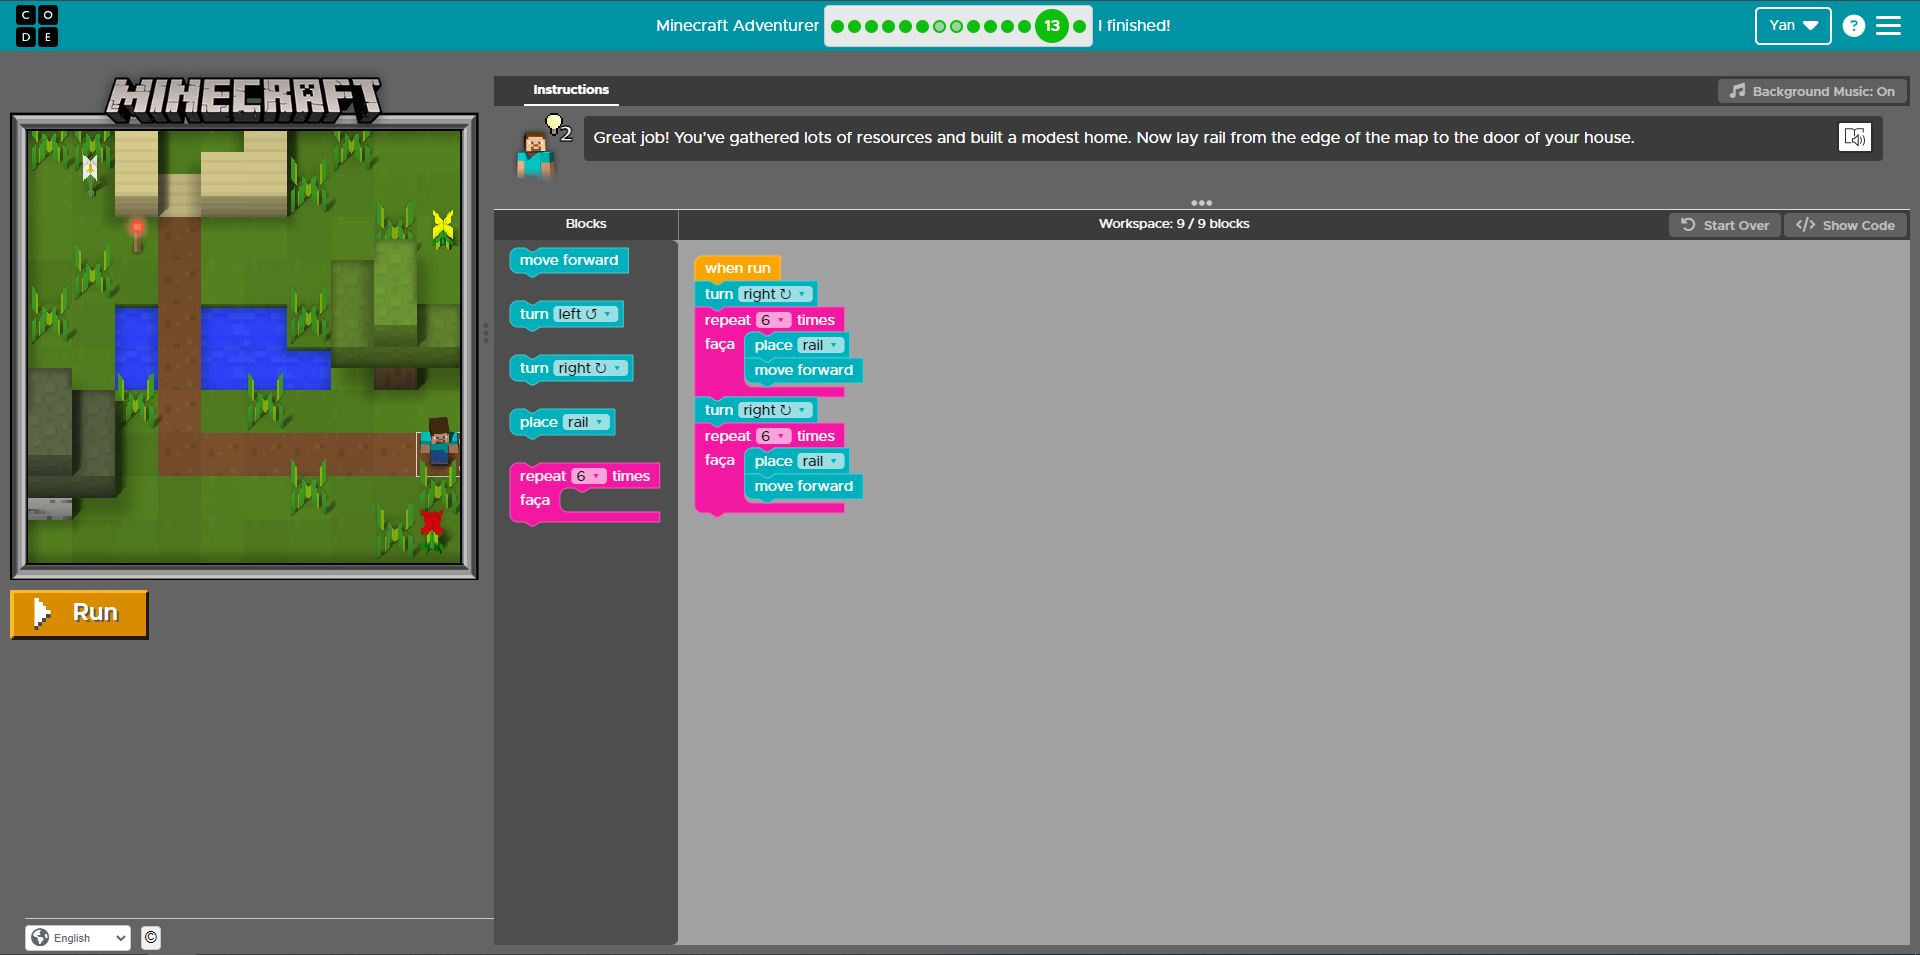 CODE
Minecraft Adventurer
13
I finished!
Yan
?
MINECRAFT
Instructions
Background Music: On
2
Great job! You've gathered lots of resources and built a modest home. Now lay rail from the edge of the map to the door of your house.
Blocks
Workspace: 9 / 9 blocks
Start Over
</> Show Code
move forward
turn left ↺
turn right ↻
place rail
repeat 6 times
faça
when run
turn right ↻
repeat 6 times
faça place rail
move forward
turn right ↻
repeat 6 times
faça place rail
move forward
Run
English
©